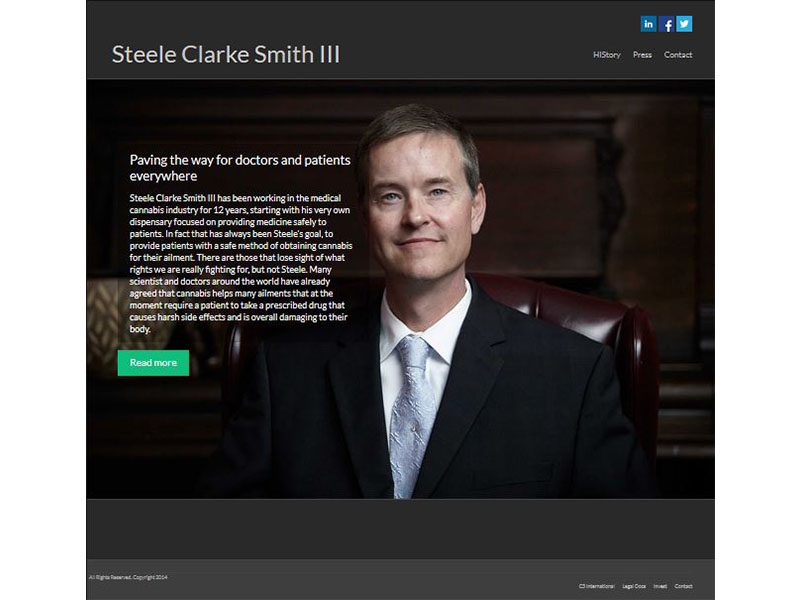 Steele Clarke Smith III
HIStory Press Contact
Paving the way for doctors and patients
everywhere
Steele Clarke Smith III has been working in the medical
cannabis industry for 12 years, starting with his very own
dispensary focused on providing medicine safely to
patients. In fact that has always been Steele's goal, to
provide patients with a safe method of obtaining cannabis
for their ailment. There are those that lose sight of what
rights we are really fighting for, but not Steele. Many
scientist and doctors around the world have already
agreed that cannabis helps many ailments that at the
moment require a patient to take a prescribed drug that
causes harsh side effects and is overall damaging to their
body.
Read more
All Rights Reserved. Copyright 2014
C3 International Legal Docs Invest Contact